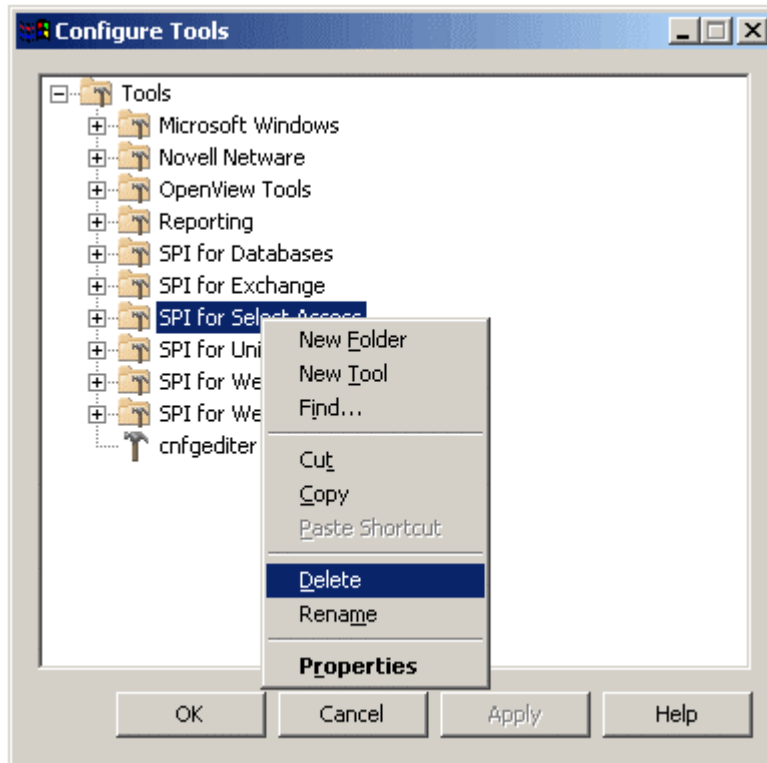 Configure Tools
Tools
Microsoft Windows
Novell Netware
OpenView Tools
Reporting
SPI for Databases
SPI for Exchange
SPI for Select Access
SPI for Uni
SPI for We
SPI for We
cnfgediter
New Folder
New Tool
Find...
Cut
Copy
Paste Shortcut
Delete
Rename
Properties
OK Cancel Apply Help